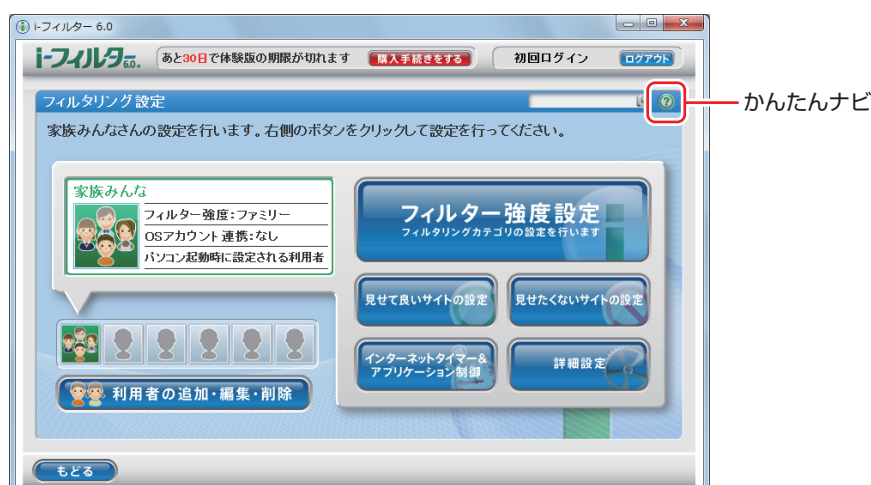 i-フィルター 6.0
i-フィルター6.0.
あと30日で体験版の期限が切れます
購入手続きをする
初回ログイン
ログアウト
フィルタリング設定
?
かんたんナビ
家族みんなさんの設定を行います。右側のボタンをクリックして設定を行ってください。
家族みんな
フィルター強度：ファミリー
OSアカウント連携：なし
パソコン起動時に設定される利用者
フィルター強度設定
フィルタリングカテゴリの設定を行います
見せて良いサイトの設定
見せたくないサイトの設定
インターネットタイマー&
アプリケーション制御
詳細設定
利用者の追加・編集・削除
もどる